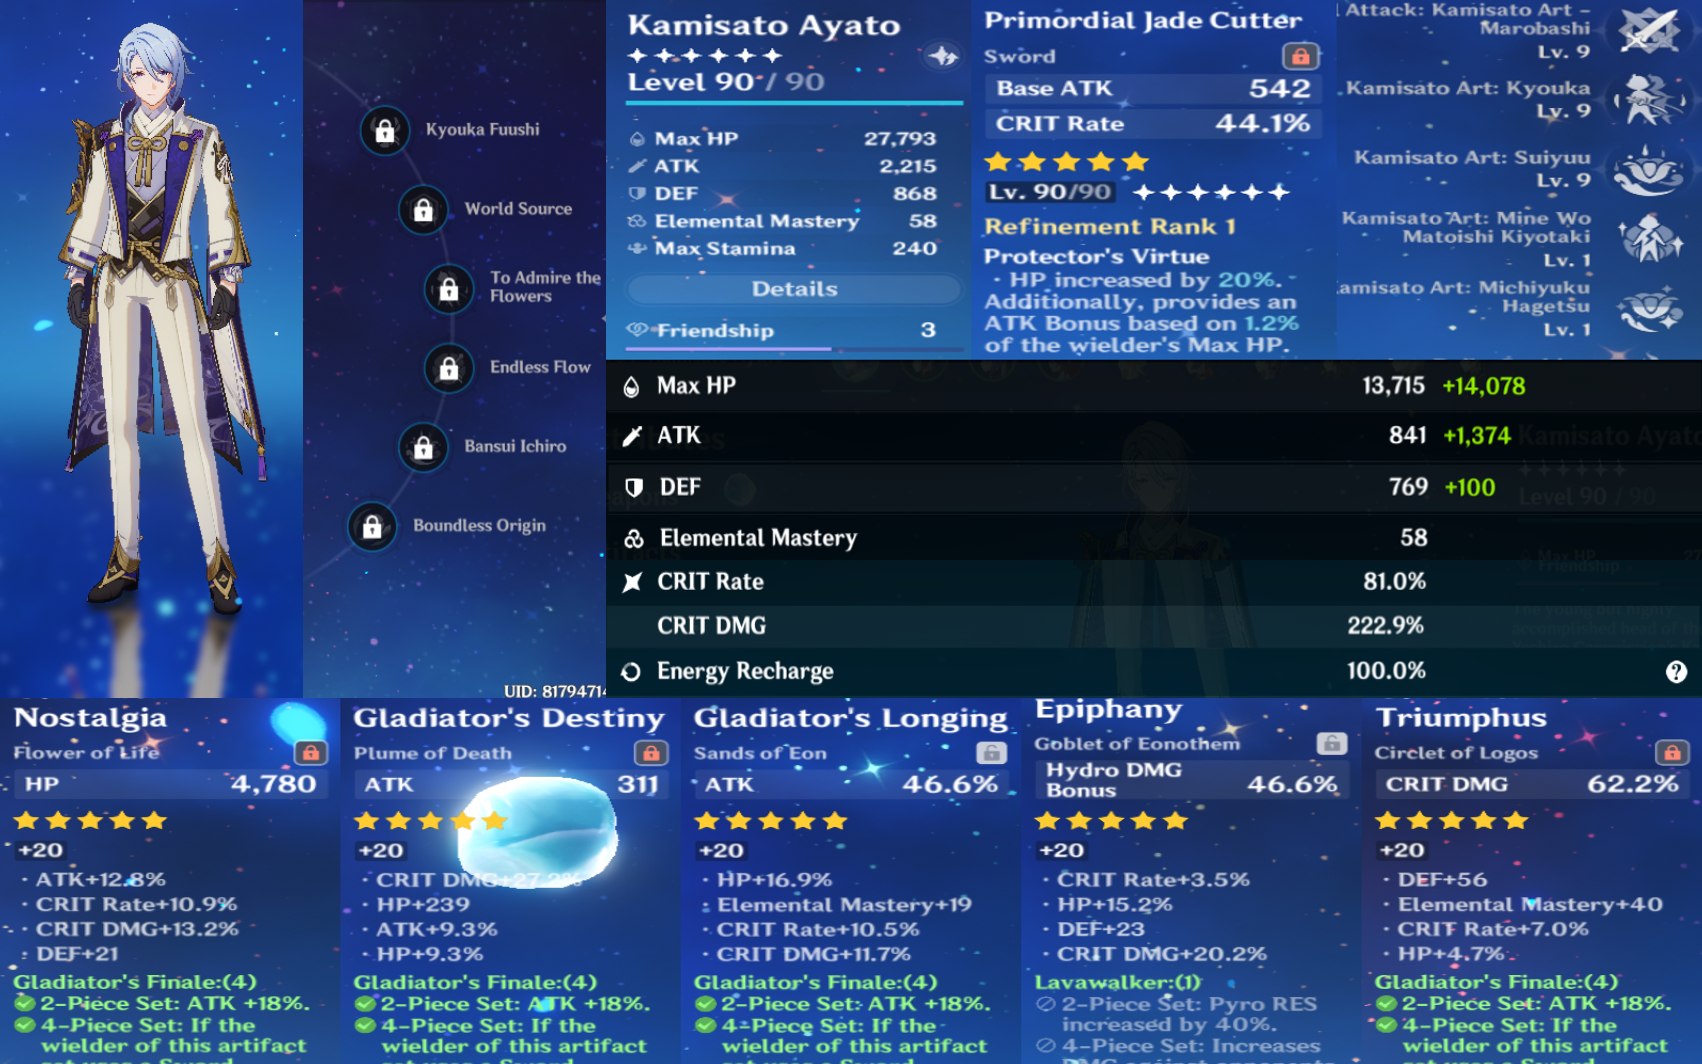 Kyouka Fuushi
World Source
To Admire the
Flowers
Endless Flow
Bansui Ichiro
Boundless Origin
UID: 81794714
Kamisato Ayato
Level 90 / 90
Max HP 27,793
ATK 2,215
DEF 868
Elemental Mastery 58
Max Stamina 240
Details
Friendship 3
Primordial Jade Cutter
Sword
Base ATK 542
CRIT Rate 44.1%
Lv. 90/90
Refinement Rank 1
Protector's Virtue
· HP increased by 20%.
Additionally, provides an
ATK Bonus based on 1.2%
of the wielder's Max HP.
Attack: Kamisato Art –
Marobashi
Lv. 9
Kamisato Art: Kyouka
Lv. 9
Kamisato Art: Suiyuu
Lv. 9
Kamisato Art: Mine Wo
Matoishi Kiyotaki
Lv. 1
amisato Art: Michiyuku
Hagetsu
Lv. 1
Max HP 13,715 +14,078
ATK 841 +1,374
DEF 769 +100
Elemental Mastery 58
CRIT Rate 81.0%
CRIT DMG 222.9%
Energy Recharge 100.0%
Nostalgia
Flower of Life
HP 4,780
+20
· ATK+12.8%
· CRIT Rate+10.9%
· CRIT DMG+13.2%
· DEF+21
Gladiator's Finale:(4)
2-Piece Set: ATK +18%.
4-Piece Set: If the
wielder of this artifact
Gladiator's Destiny
Plume of Death
ATK 311
+20
· CRIT DMG+27.2%
· HP+239
· ATK+9.3%
· HP+9.3%
Gladiator's Finale:(4)
2-Piece Set: ATK +18%.
4-Piece Set: If the
wielder of this artifact
Gladiator's Longing
Sands of Eon
ATK 46.6%
+20
· HP+16.9%
· Elemental Mastery+19
· CRIT Rate+10.5%
· CRIT DMG+11.7%
Gladiator's Finale:(4)
2-Piece Set: ATK +18%.
4-Piece Set: If the
wielder of this artifact
Epiphany
Goblet of Eonothem
Hydro DMG
Bonus 46.6%
+20
· CRIT Rate+3.5%
· HP+15.2%
· DEF+23
· CRIT DMG+20.2%
Lavawalker:(1)
2-Piece Set: Pyro RES
increased by 40%.
4-Piece Set: Increases
Triumphus
Circlet of Logos
CRIT DMG 62.2%
+20
· DEF+56
· Elemental Mastery+40
· CRIT Rate+7.0%
· HP+4.7%
Gladiator's Finale:(4)
2-Piece Set: ATK +18%.
4-Piece Set: If the
wielder of this artifact